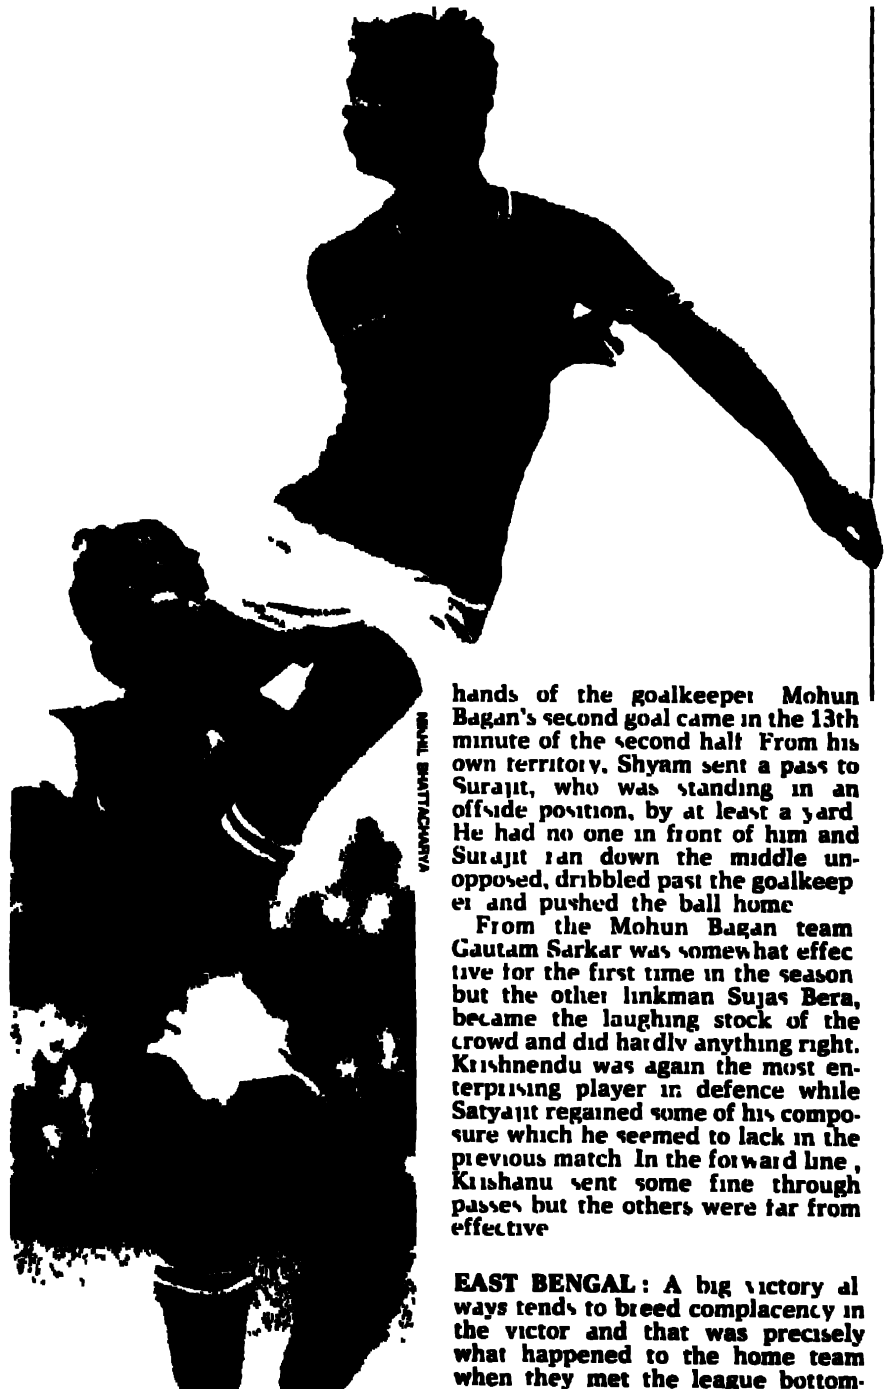 hands of the goalkeeper Mohun
Bagan's second goal came in the 13th
minute of the second half From his
own territory, Shyam sent a pass to
Surajit, who was standing in an
offside position, by at least a yard
He had no one in front of him and
Surajit ran down the middle un-
opposed, dribbled past the goalkeep
er and pushed the ball home
From the Mohun Bagan team
Gautam Sarkar was somewhat effec
tive for the first time in the season
but the other linkman Sujas Bera,
became the laughing stock of the
crowd and did hardly anything right.
Krishnendu was again the most en-
terprising player in defence while
Satyajit regained some of his compo-
sure which he seemed to lack in the
previous match In the forward line,
Krishanu sent some fine through
passes but the others were far from
effective
EAST BENGAL: A big victory al
ways tends to breed complacency in
the victor and that was precisely
what happened to the home team
when they met the league bottom-
NIKHIL BHATTACHARYA